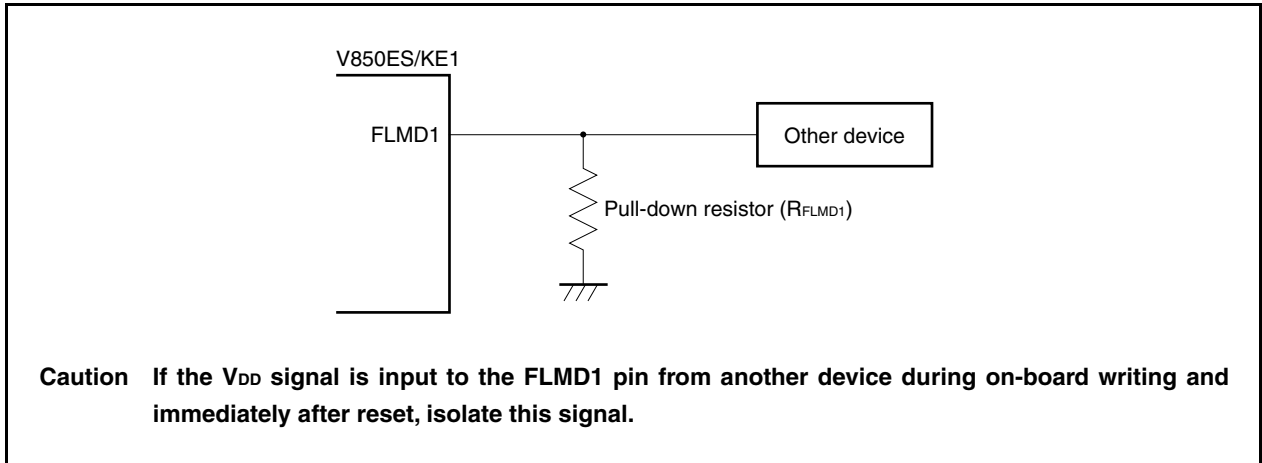 V850ES/KE1
FLMD1
Other device
Pull-down resistor (RFLMD1)
Caution If the VDD signal is input to the FLMD1 pin from another device during on-board writing and
immediately after reset, isolate this signal.